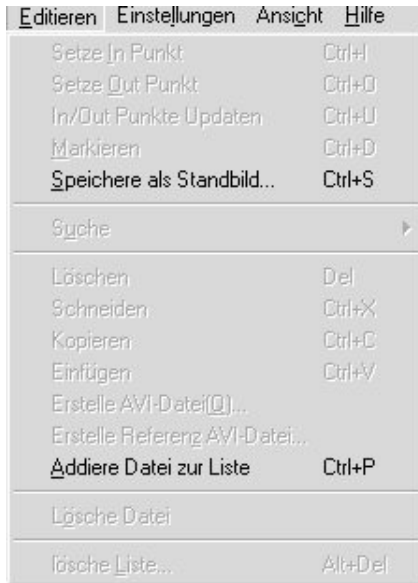 Editieren Einstellungen Ansicht Hilfe
Setze In Punkt Ctrl+I
Setze Out Punkt Ctrl+O
In/Out Punkte Updaten Ctrl+U
Markieren Ctrl+D
Speichere als Standbild... Ctrl+S
Suche
Löschen Del
Schneiden Ctrl+X
Kopieren Ctrl+C
Einfügen Ctrl+V
Erstelle AVI-Datei(Q)...
Erstelle Referenz AVI-Datei...
Addiere Datei zur Liste Ctrl+P
Lösche Datei
lösche Liste... Alt+Del